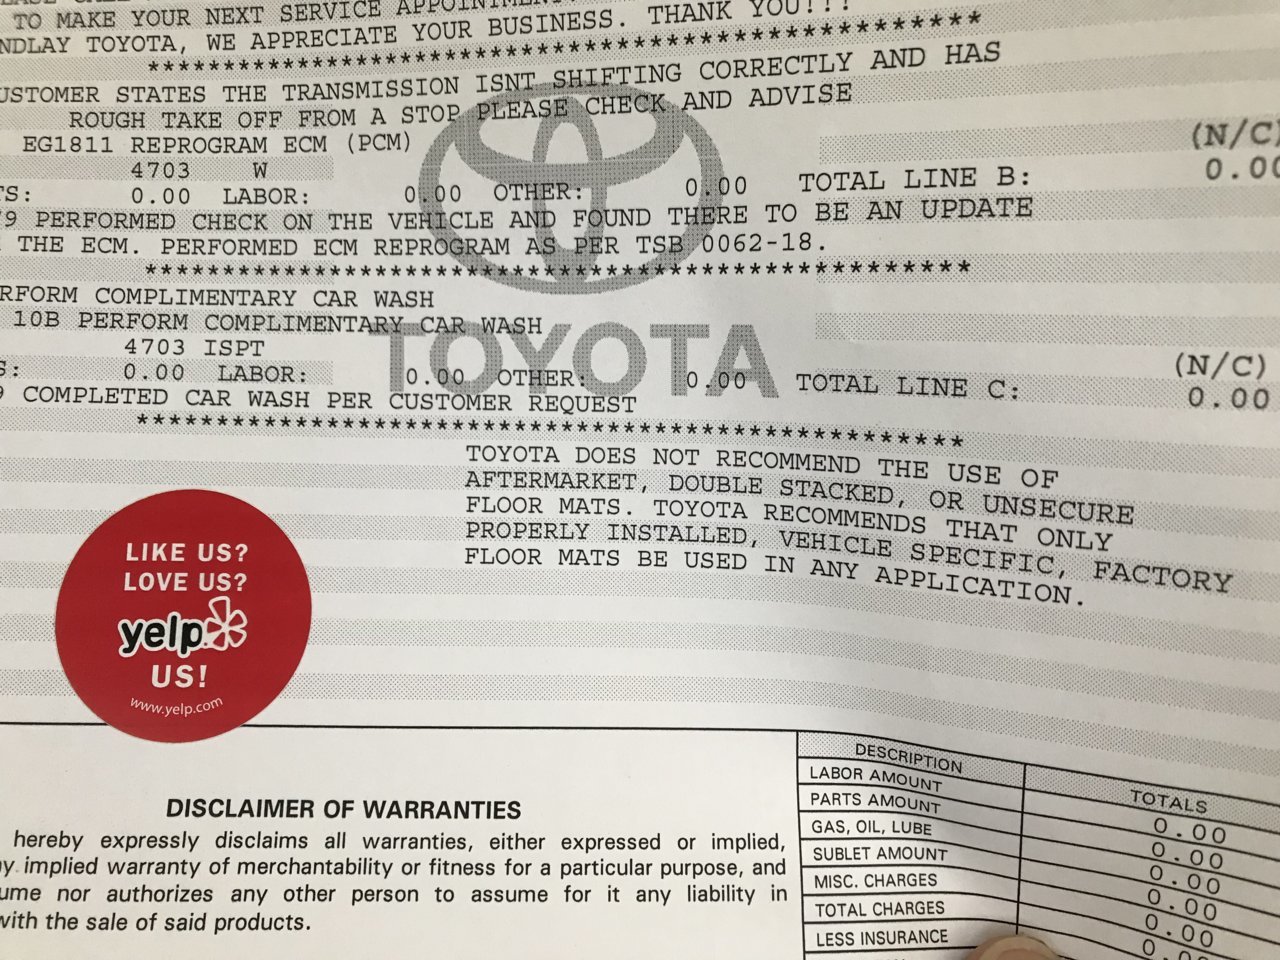 TO MAKE YOUR NEXT SERVICE APPOINTMENT
NDLAY TOYOTA, WE APPRECIATE YOUR BUSINESS. THANK YOU!!!
****************************************************
USTOMER STATES THE TRANSMISSION ISNT SHIFTING CORRECTLY AND HAS
ROUGH TAKE OFF FROM A STOP PLEASE CHECK AND ADVISE
EG1811 REPROGRAM ECM (PCM)
4703 W (N/C)
TS: 0.00 LABOR: 0.00 OTHER: 0.00 TOTAL LINE B: 0.00
79 PERFORMED CHECK ON THE VEHICLE AND FOUND THERE TO BE AN UPDATE
THE ECM. PERFORMED ECM REPROGRAM AS PER TSB 0062-18.
****************************************************
RFORM COMPLIMENTARY CAR WASH
10B PERFORM COMPLIMENTARY CAR WASH
4703 ISPT (N/C)
S: 0.00 LABOR: 0.00 OTHER: 0.00 TOTAL LINE C: 0.00
9 COMPLETED CAR WASH PER CUSTOMER REQUEST
****************************************************
TOYOTA
TOYOTA DOES NOT RECOMMEND THE USE OF
AFTERMARKET, DOUBLE STACKED, OR UNSECURE
FLOOR MATS. TOYOTA RECOMMENDS THAT ONLY
PROPERLY INSTALLED, VEHICLE SPECIFIC, FACTORY
FLOOR MATS BE USED IN ANY APPLICATION.
LIKE US?
LOVE US?
yelp
US!
www.yelp.com
DISCLAIMER OF WARRANTIES
hereby expressly disclaims all warranties, either expressed or implied,
y implied warranty of merchantability or fitness for a particular purpose, and
ume nor authorizes any other person to assume for it any liability in
with the sale of said products.
DESCRIPTION TOTALS
LABOR AMOUNT 0.00
PARTS AMOUNT 0.00
GAS, OIL, LUBE 0.00
SUBLET AMOUNT 0.00
MISC. CHARGES 0.00
TOTAL CHARGES 0.00
LESS INSURANCE